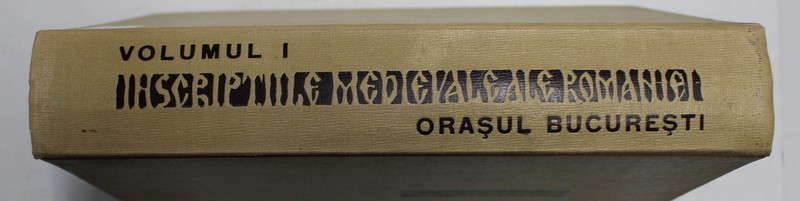 VOLUMUL I
INSCRIPȚIILE MEDIEVALE ALE ROMÂNIEI
ORAȘUL BUCUREȘTI